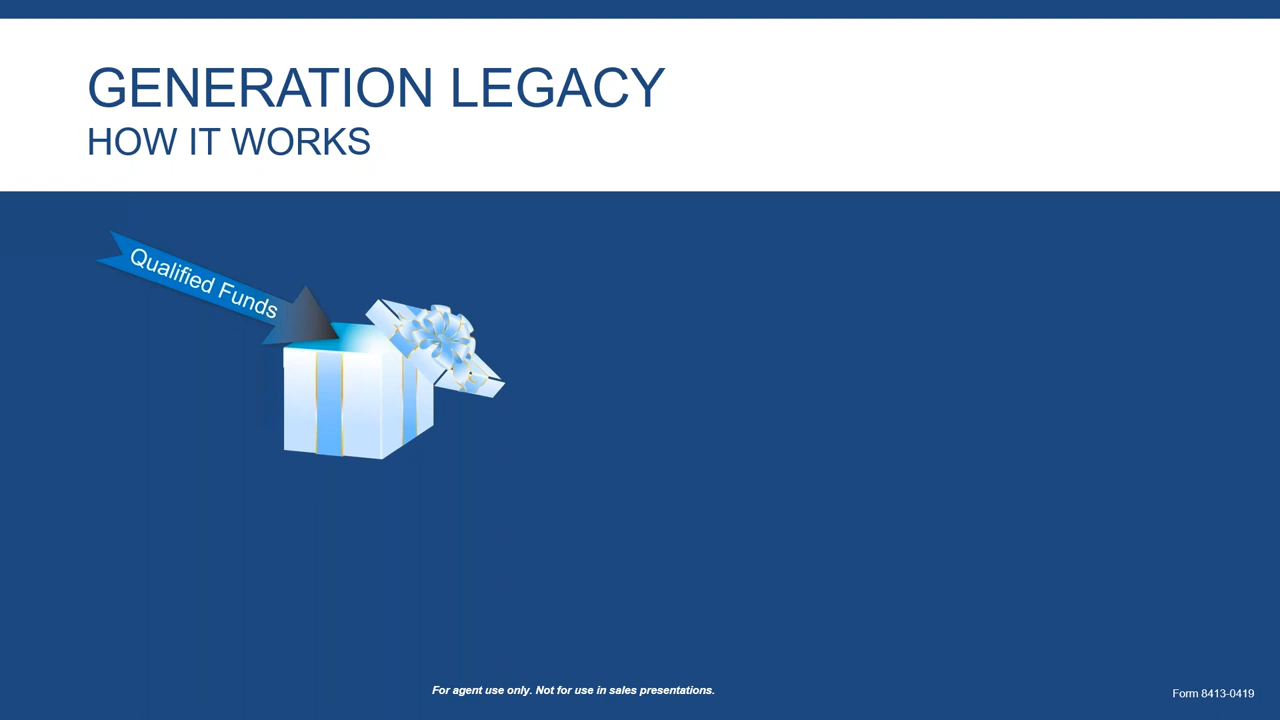 GENERATION LEGACY
HOW IT WORKS
Qualified Funds
For agent use only. Not for use in sales presentations.
Form 8413-0419